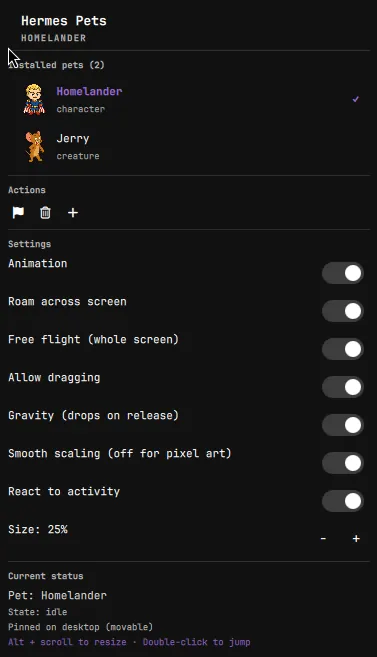 Hermes Pets
HOMELANDER
Installed pets (2)
Homelander
character
Jerry
creature
Actions
Settings
Animation
Roam across screen
Free flight (whole screen)
Allow dragging
Gravity (drops on release)
Smooth scaling (off for pixel art)
React to activity
Size: 25%
- +
Current status
Pet: Homelander
State: idle
Pinned on desktop (movable)
Alt + scroll to resize · Double-click to jump